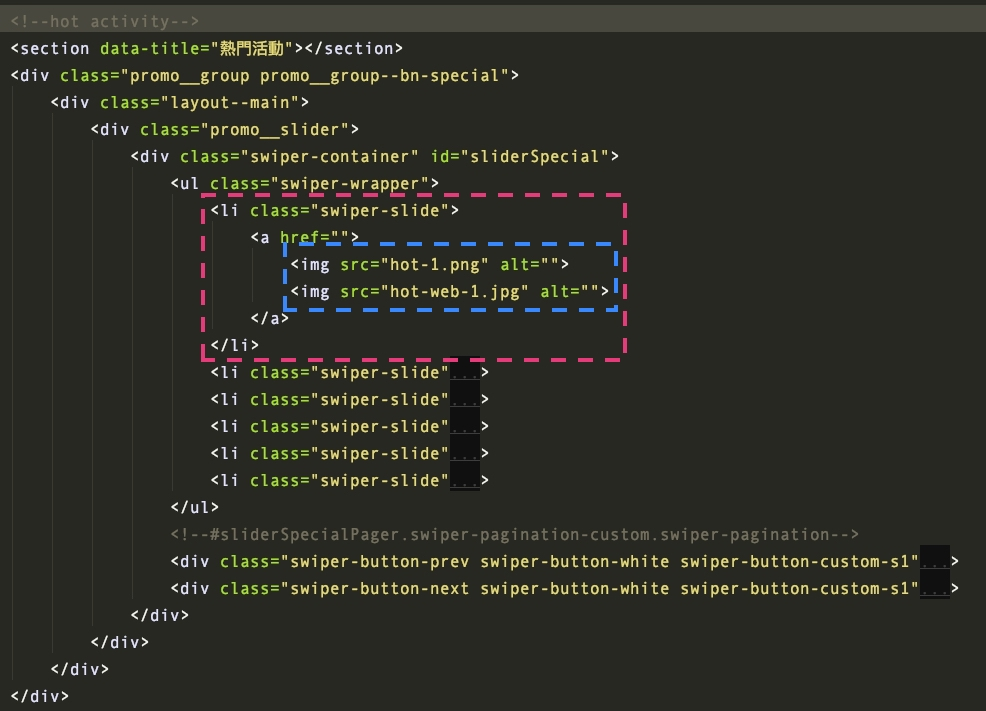 <!--hot activity-->
<section data-title="熱門活動"></section>
<div class="promo__group promo__group--bn-special">
<div class="layout--main">
<div class="promo__slider">
<div class="swiper-container" id="sliderSpecial">
<ul class="swiper-wrapper">
<li class="swiper-slide">
<a href="">
<img src="hot-1.png" alt="">
<img src="hot-web-1.jpg" alt="">
</a>
</li>
<li class="swiper-slide"...>
<li class="swiper-slide"...>
<li class="swiper-slide"...>
<li class="swiper-slide"...>
<li class="swiper-slide"...>
</ul>
<!--#sliderSpecialPager.swiper-pagination-custom.swiper-pagination-->
<div class="swiper-button-prev swiper-button-white swiper-button-custom-s1"...>
<div class="swiper-button-next swiper-button-white swiper-button-custom-s1"...>
</div>
</div>
</div>
</div>